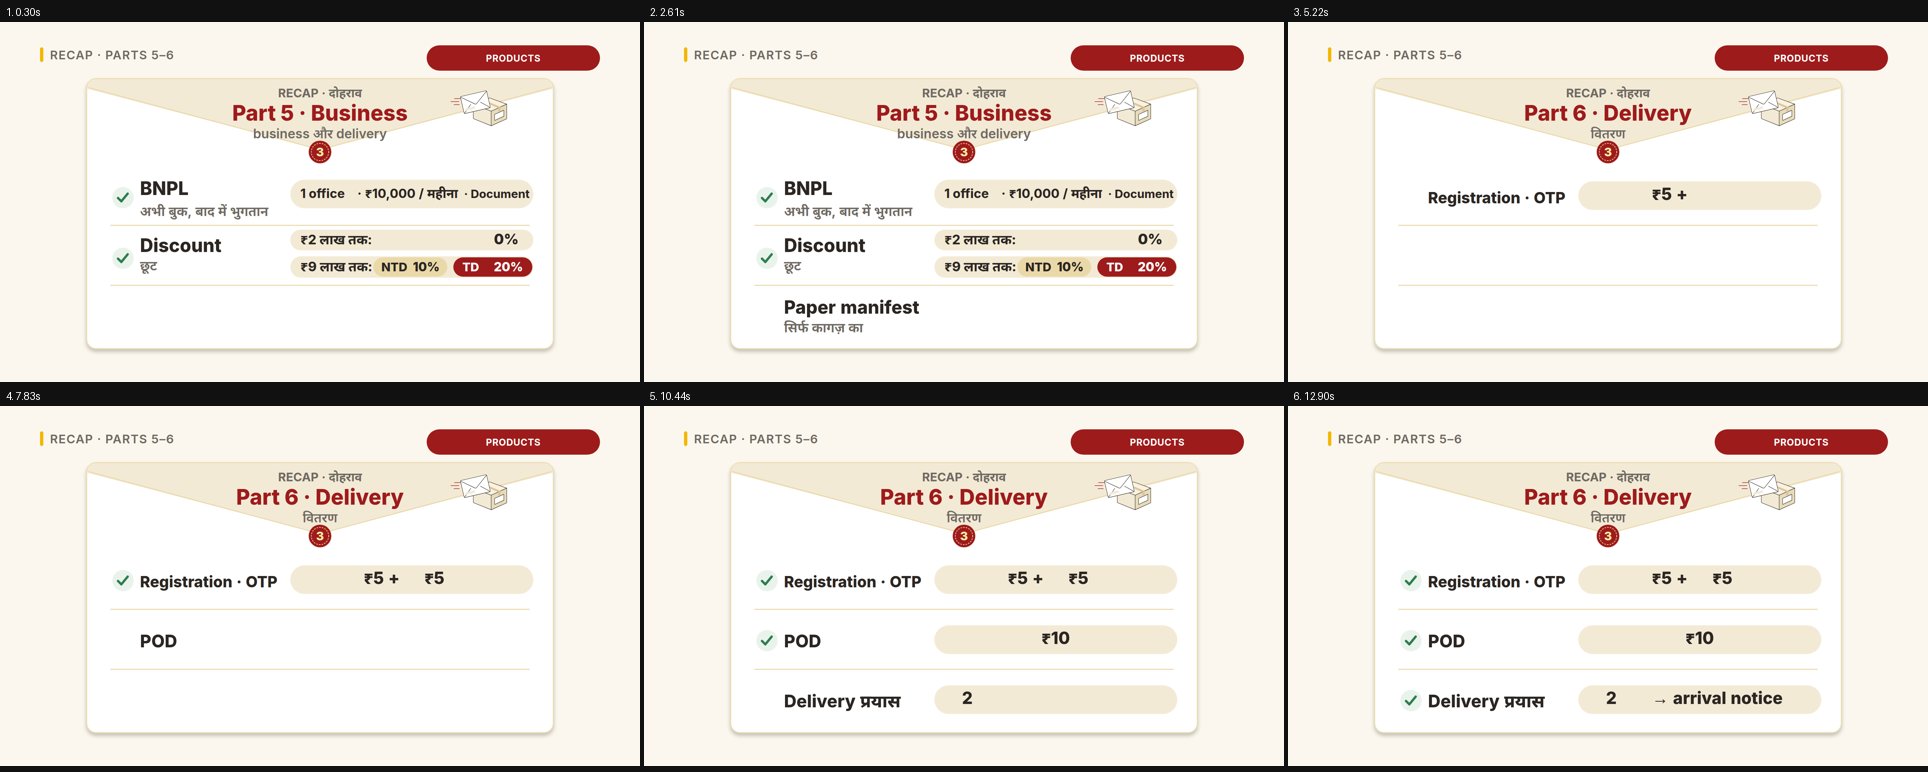 1. 0.30s
RECAP · PARTS 5–6
PRODUCTS
RECAP · दोहराव
Part 5 · Business
business और delivery
3
BNPL
1 office · ₹10,000 / महीना · Document
अभी बुक, बाद में भुगतान
Discount
छूट
₹2 लाख तक: 0%
₹9 लाख तक: NTD 10% TD 20%
2. 2.61s
RECAP · PARTS 5–6
PRODUCTS
RECAP · दोहराव
Part 5 · Business
business और delivery
3
BNPL
1 office · ₹10,000 / महीना · Document
अभी बुक, बाद में भुगतान
Discount
छूट
₹2 लाख तक: 0%
₹9 लाख तक: NTD 10% TD 20%
Paper manifest
सिर्फ कागज़ का
3. 5.22s
RECAP · PARTS 5–6
PRODUCTS
RECAP · दोहराव
Part 6 · Delivery
वितरण
3
Registration · OTP ₹5 +
4. 7.83s
RECAP · PARTS 5–6
PRODUCTS
RECAP · दोहराव
Part 6 · Delivery
वितरण
3
Registration · OTP ₹5 + ₹5
POD
5. 10.44s
RECAP · PARTS 5–6
PRODUCTS
RECAP · दोहराव
Part 6 · Delivery
वितरण
3
Registration · OTP ₹5 + ₹5
POD ₹10
Delivery प्रयास 2
6. 12.90s
RECAP · PARTS 5–6
PRODUCTS
RECAP · दोहराव
Part 6 · Delivery
वितरण
3
Registration · OTP ₹5 + ₹5
POD ₹10
Delivery प्रयास 2 → arrival notice